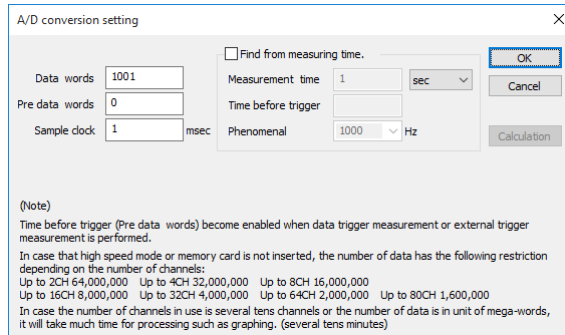 A/D conversion setting
Find from measuring time.
OK
Data words 1001
Measurement time 1 sec
Cancel
Pre data words 0
Time before trigger
Sample clock 1 msec
Phenomenal 1000 Hz
Calculation
(Note)
Time before trigger (Pre data words) become enabled when data trigger measurement or external trigger
measurement is performed.
In case that high speed mode or memory card is not inserted, the number of data has the following restriction
depending on the number of channels:
Up to 2CH 64,000,000 Up to 4CH 32,000,000 Up to 8CH 16,000,000
Up to 16CH 8,000,000 Up to 32CH 4,000,000 Up to 64CH 2,000,000 Up to 80CH 1,600,000
In case the number of channels in use is several tens channels or the number of data is in unit of mega-words,
it will take much time for processing such as graphing. (several tens minutes)